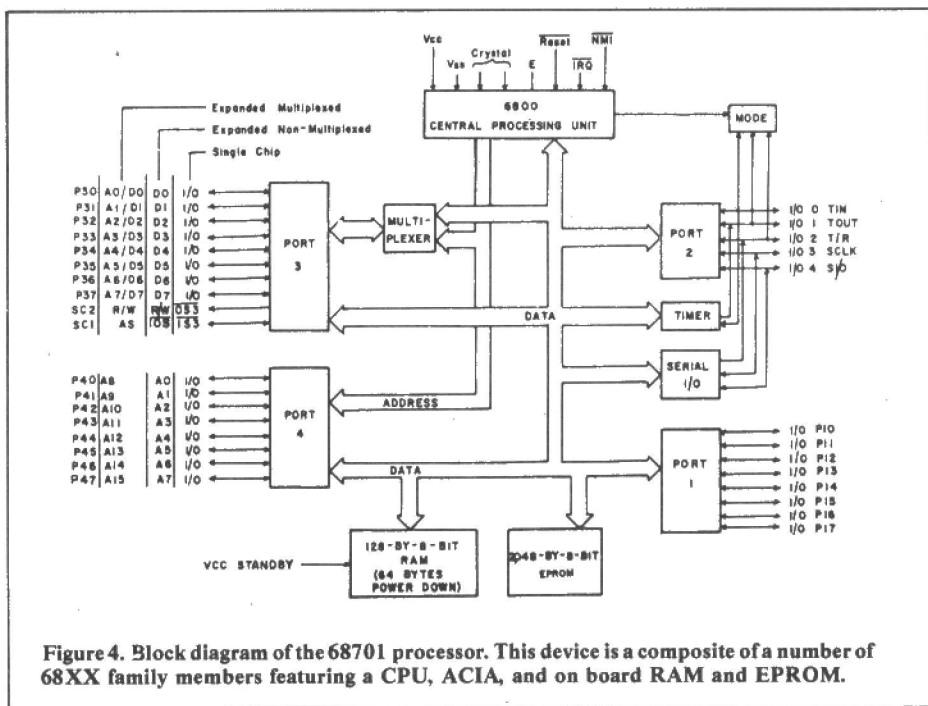 Vcc
Vss
Crystal
E
Reset
IRQ
NMI
6800
CENTRAL PROCESSING UNIT
MODE
Expanded Multiplexed
Expanded Non-Multiplexed
Single Chip
P30 A0/D0 D0 I/O
P31 A1/D1 D1 I/O
P32 A2/D2 D2 I/O
P33 A3/D3 D3 I/O
P34 A4/D4 D4 I/O
P35 A5/D5 D5 I/O
P36 A6/D6 D6 I/O
P37 A7/D7 D7 I/O
SC2 R/W R/W OS3
SC1 AS IOS IS3
PORT
3
MULTI-
PLEXER
PORT
2
I/O 0 TIN
I/O 1 TOUT
I/O 2 T/R
I/O 3 SCLK
I/O 4 S/O
DATA
TIMER
SERIAL
I/O
P40 A8 A0 I/O
P41 A9 A1 I/O
P42 A10 A2 I/O
P43 A11 A3 I/O
P44 A12 A4 I/O
P45 A13 A5 I/O
P46 A14 A6 I/O
P47 A15 A7 I/O
PORT
4
ADDRESS
DATA
PORT
1
I/O P10
I/O P11
I/O P12
I/O P13
I/O P14
I/O P15
I/O P16
I/O P17
VCC STANDBY
128-BY-8-BIT
RAM
(64 BYTES
POWER DOWN)
2048-BY-8-BIT
EPROM
Figure 4. Block diagram of the 68701 processor. This device is a composite of a number of
68XX family members featuring a CPU, ACIA, and on board RAM and EPROM.